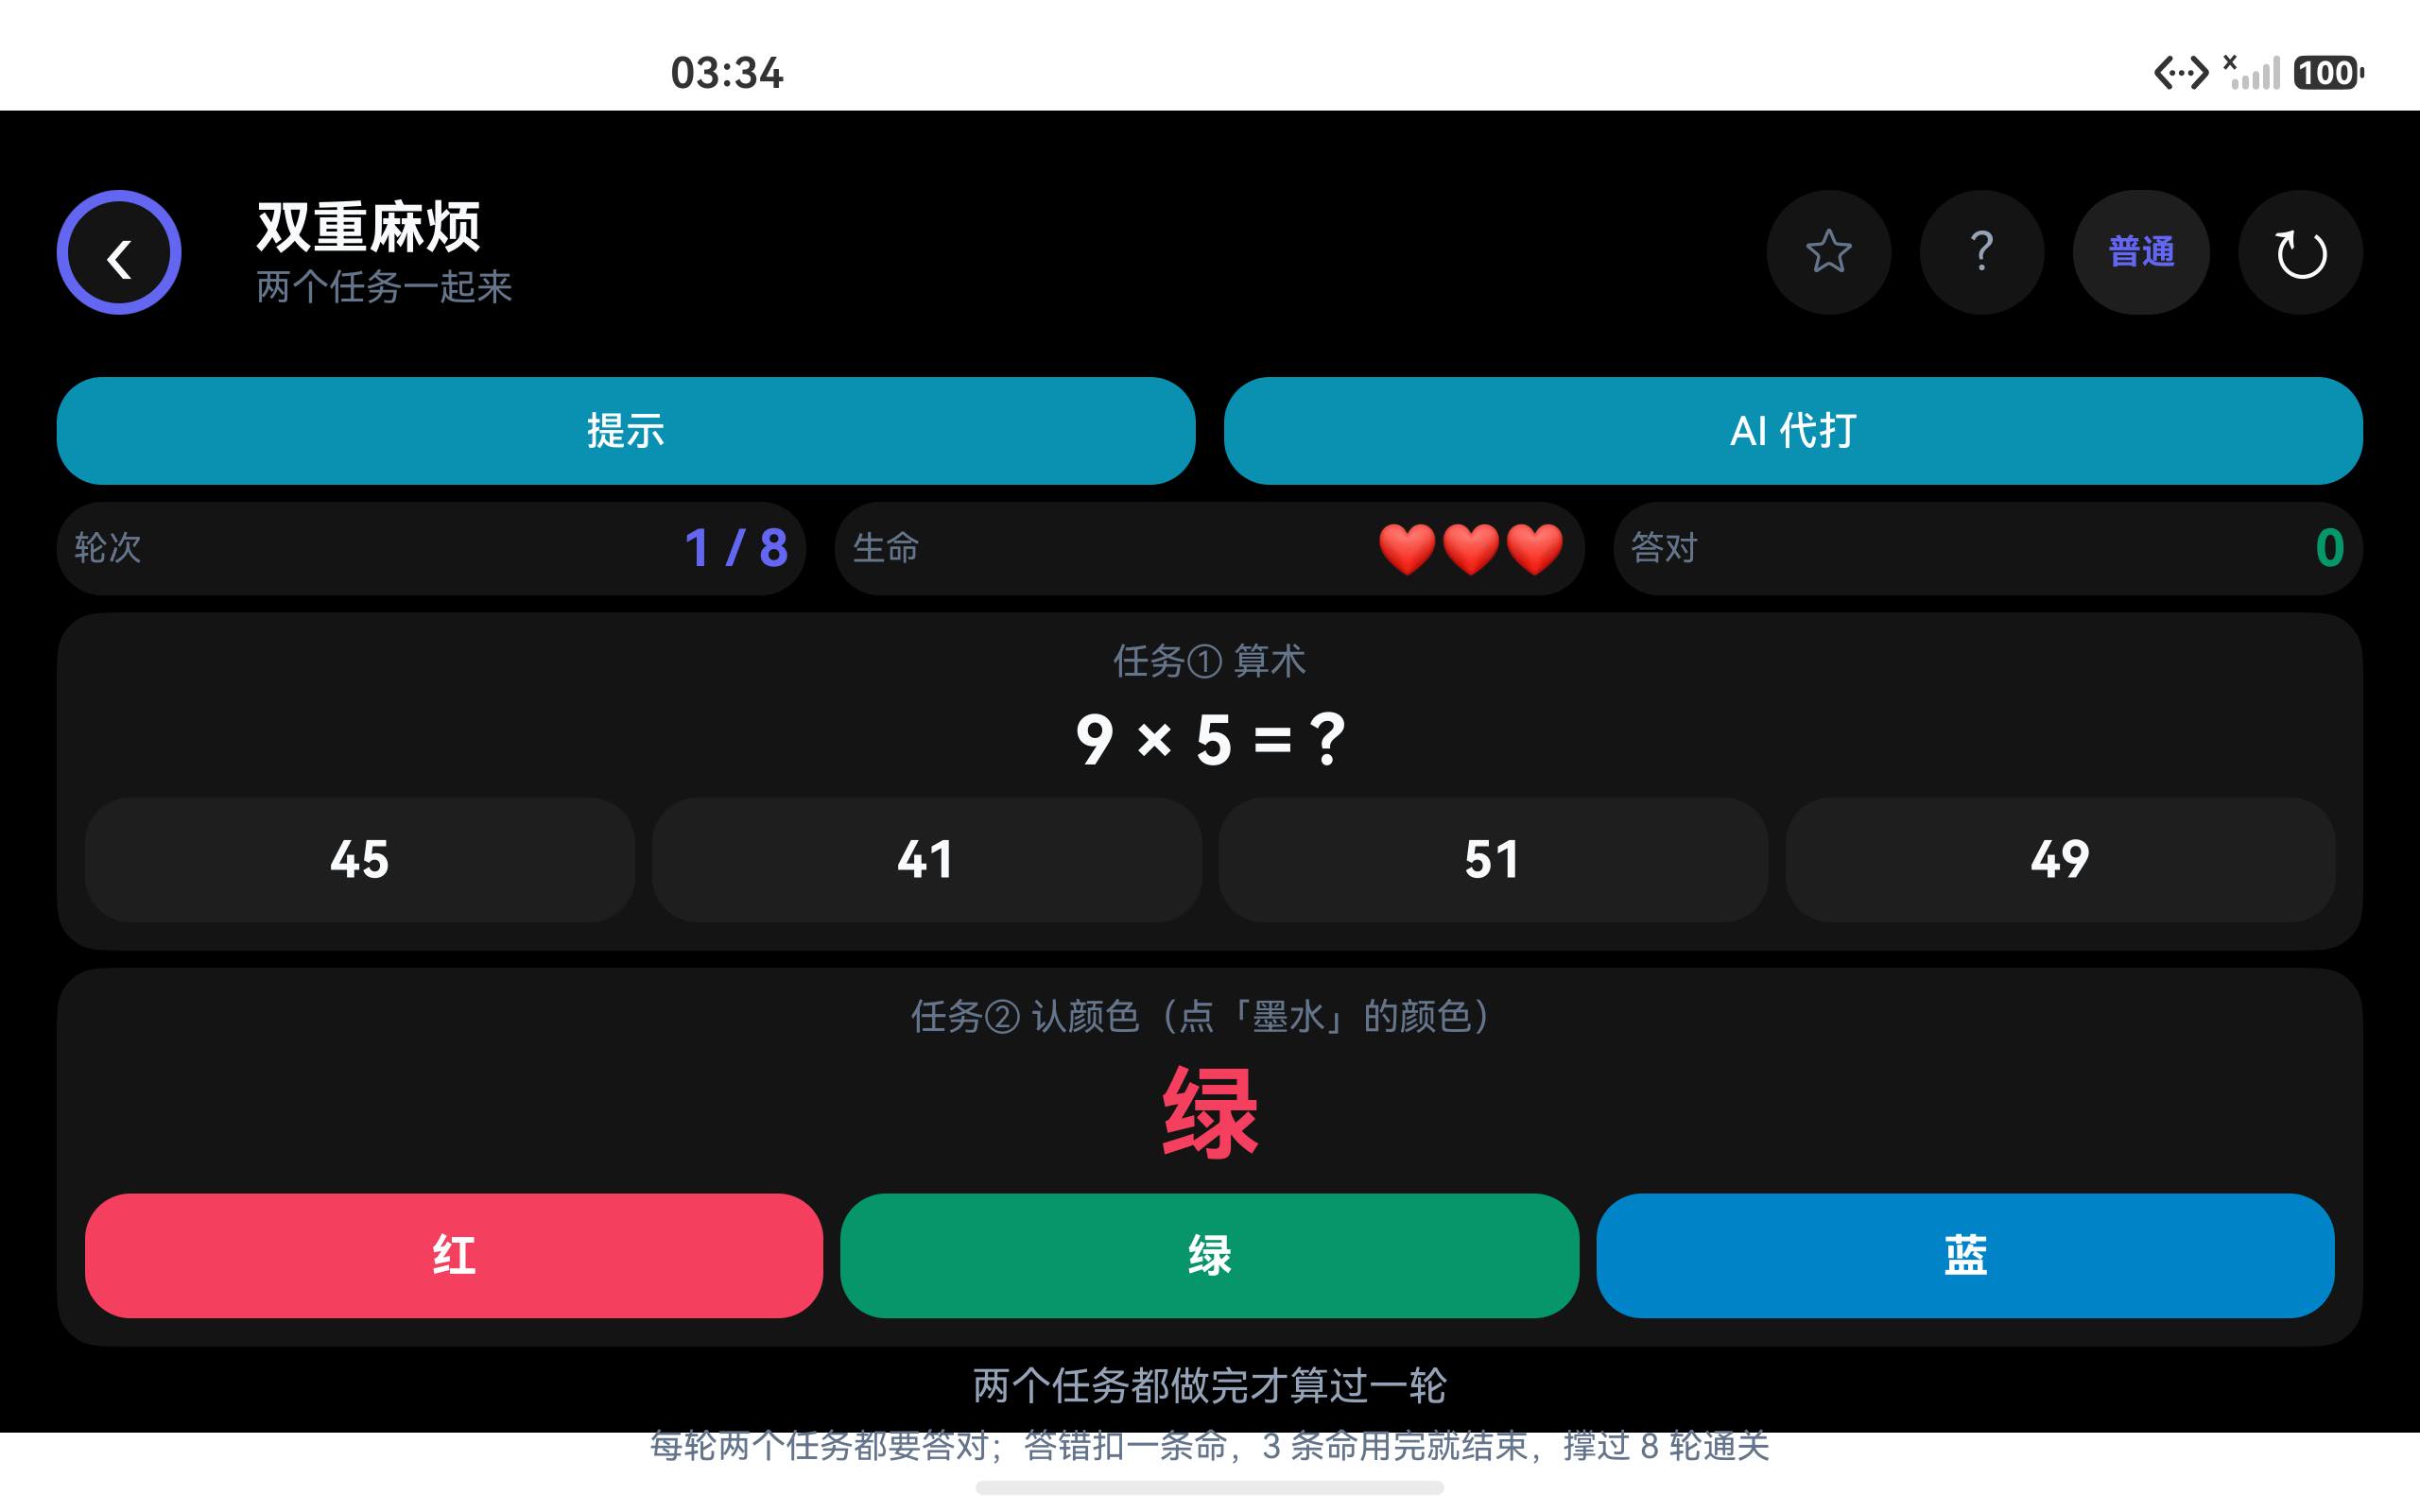 03:34
100
双重麻烦
两个任务一起来
?
普通
提示
AI 代打
轮次
1 / 8
生命
答对
0
任务① 算术
9 × 5 = ?
45
41
51
49
任务② 认颜色（点「墨水」的颜色）
绿
红
绿
蓝
两个任务都做完才算过一轮
每轮两个任务都要答对；答错扣一条命，3 条命用完就结束，撑过 8 轮通关